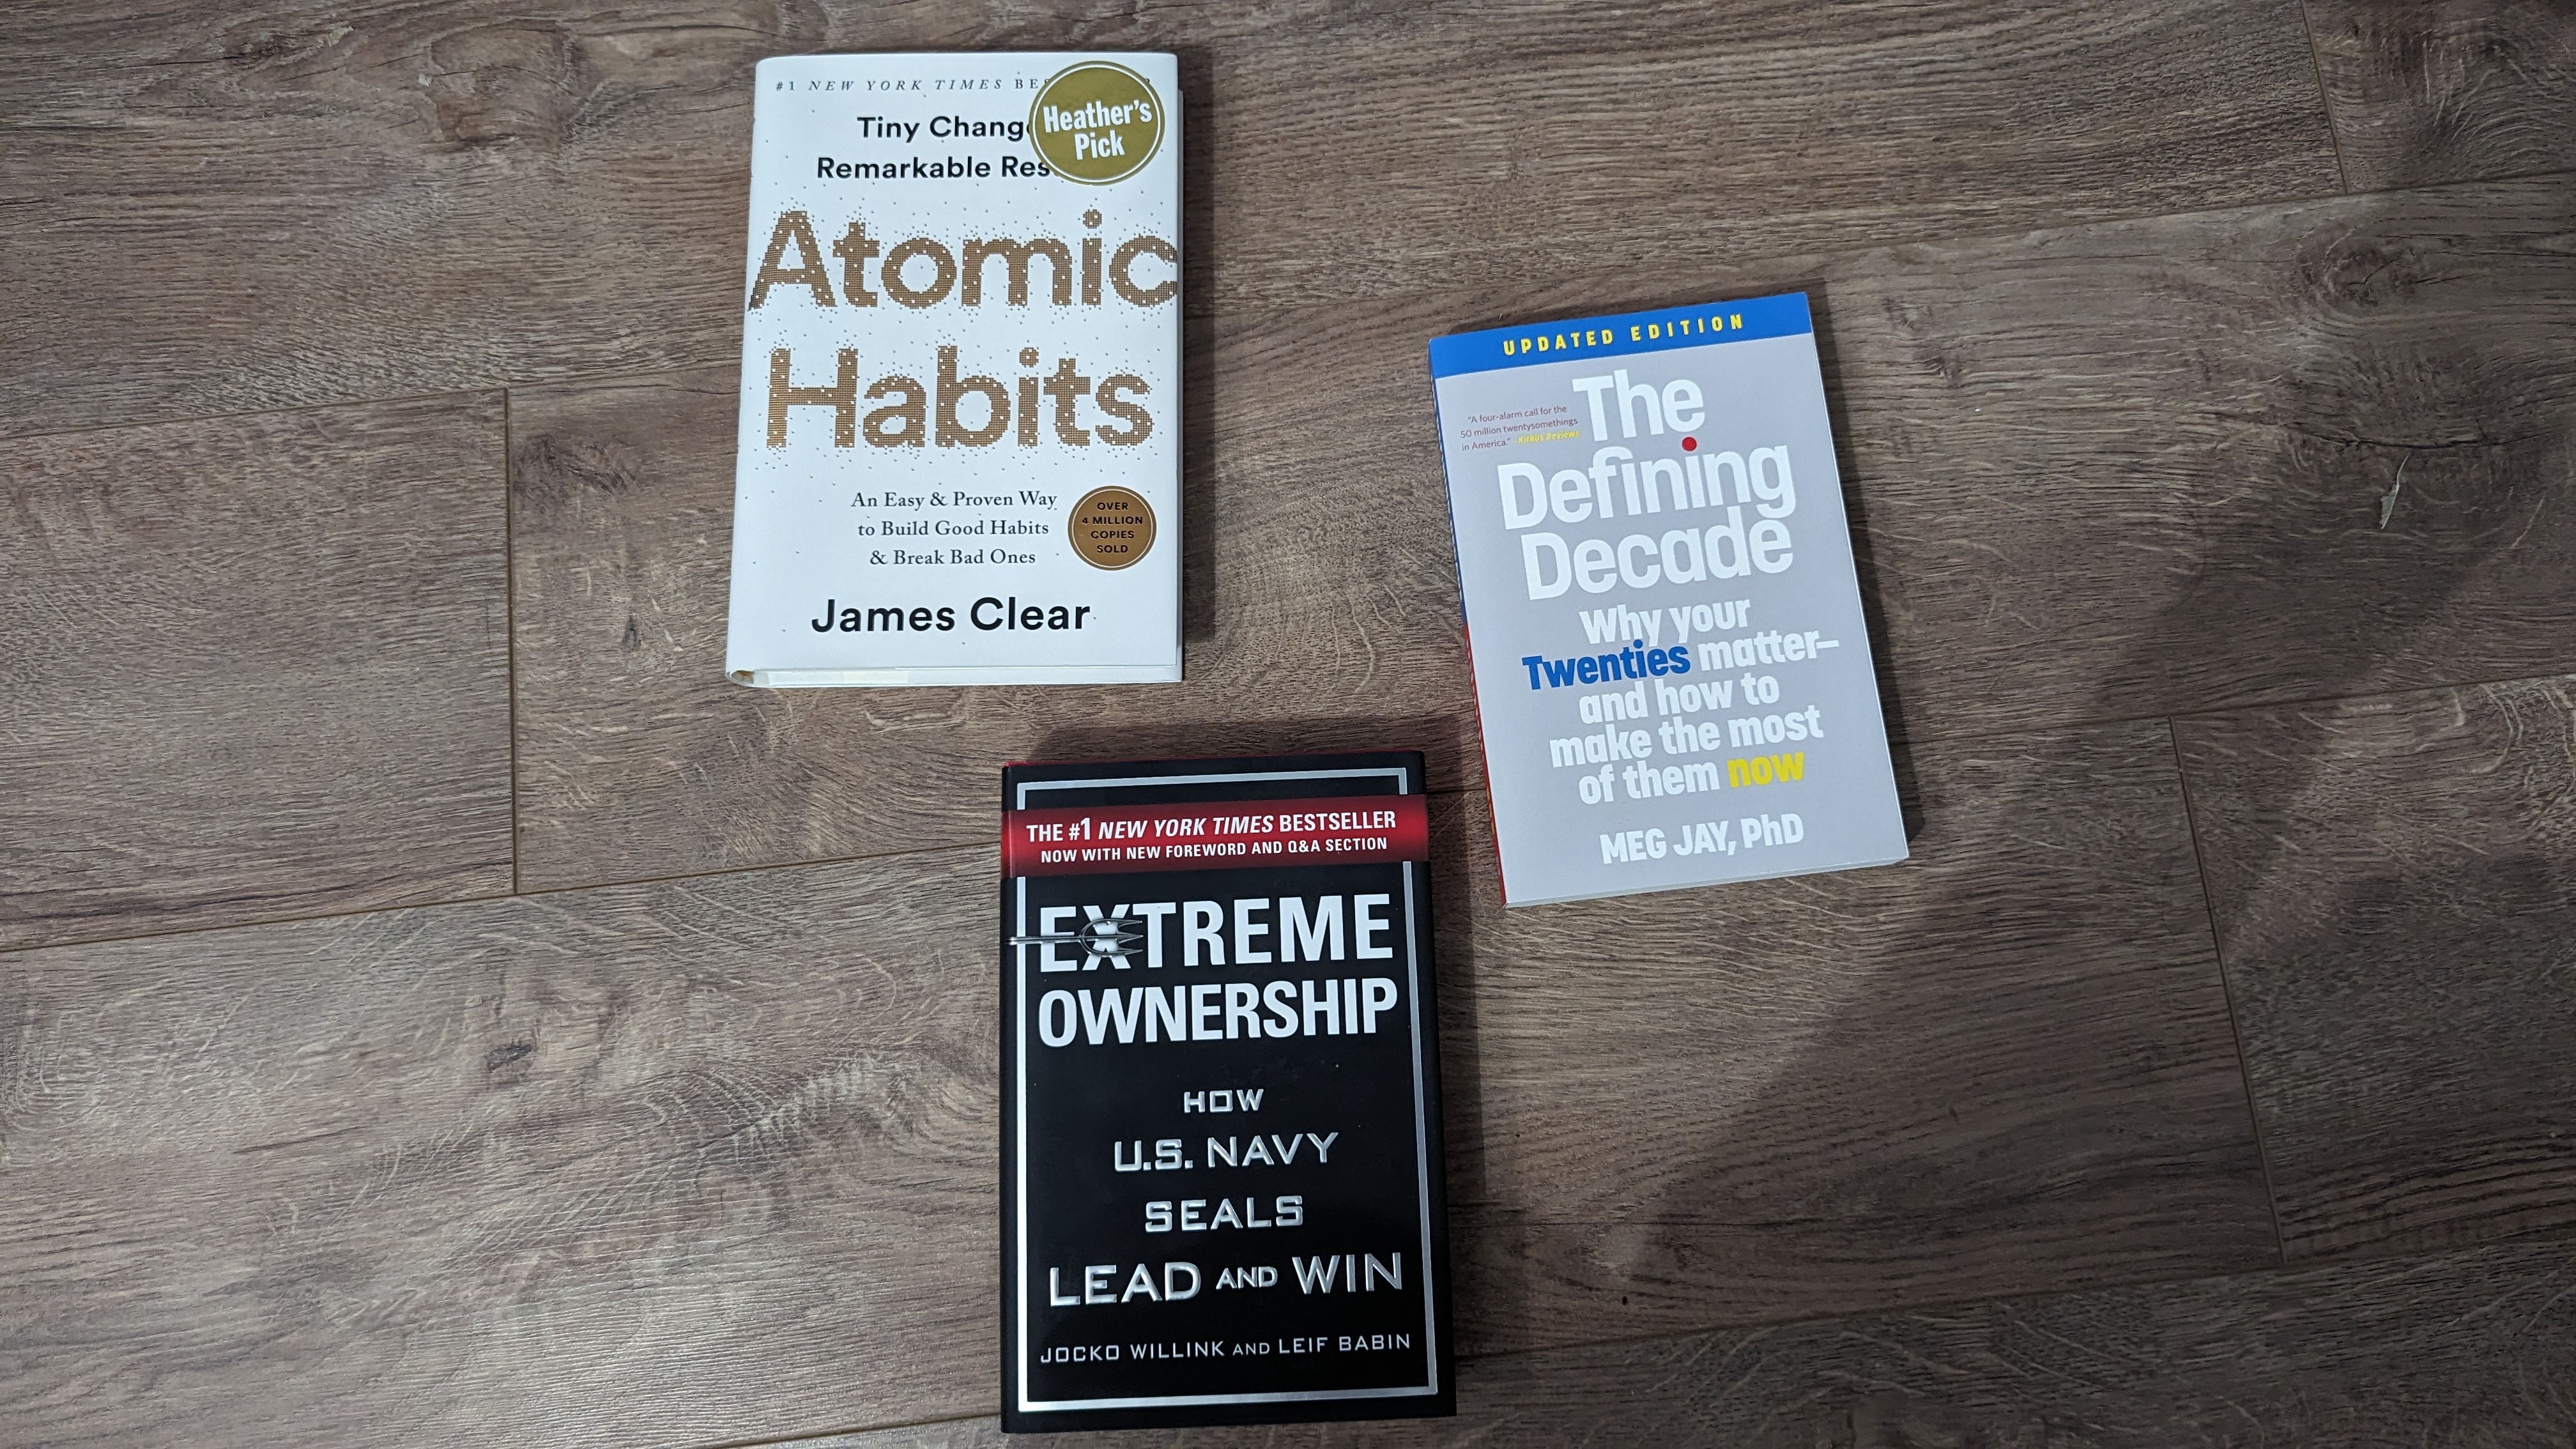 #1 NEW YORK TIMES
Tiny
Remarkable
Heather's
Pick
Atomic
Habits
An Easy & Proven Way
to Build Good Habits
& Break Bad Ones
OVER
4 MILLION
COPIES
SOLD
James Clear
UPDATED EDITION
"A four-alarm call for the
50 million twentysomethings
in America." -Kirkus Reviews
The
Defining
Decade
Why your
Twenties matter—
and how to
make the most
of them now
MEG JAY, PhD
THE #1 NEW YORK TIMES BESTSELLER
NOW WITH NEW FOREWORD AND Q&A SECTION
EXTREME
OWNERSHIP
HOW
U.S. NAVY
SEALS
LEAD AND WIN
JOCKO WILLINK AND LEIF BABIN